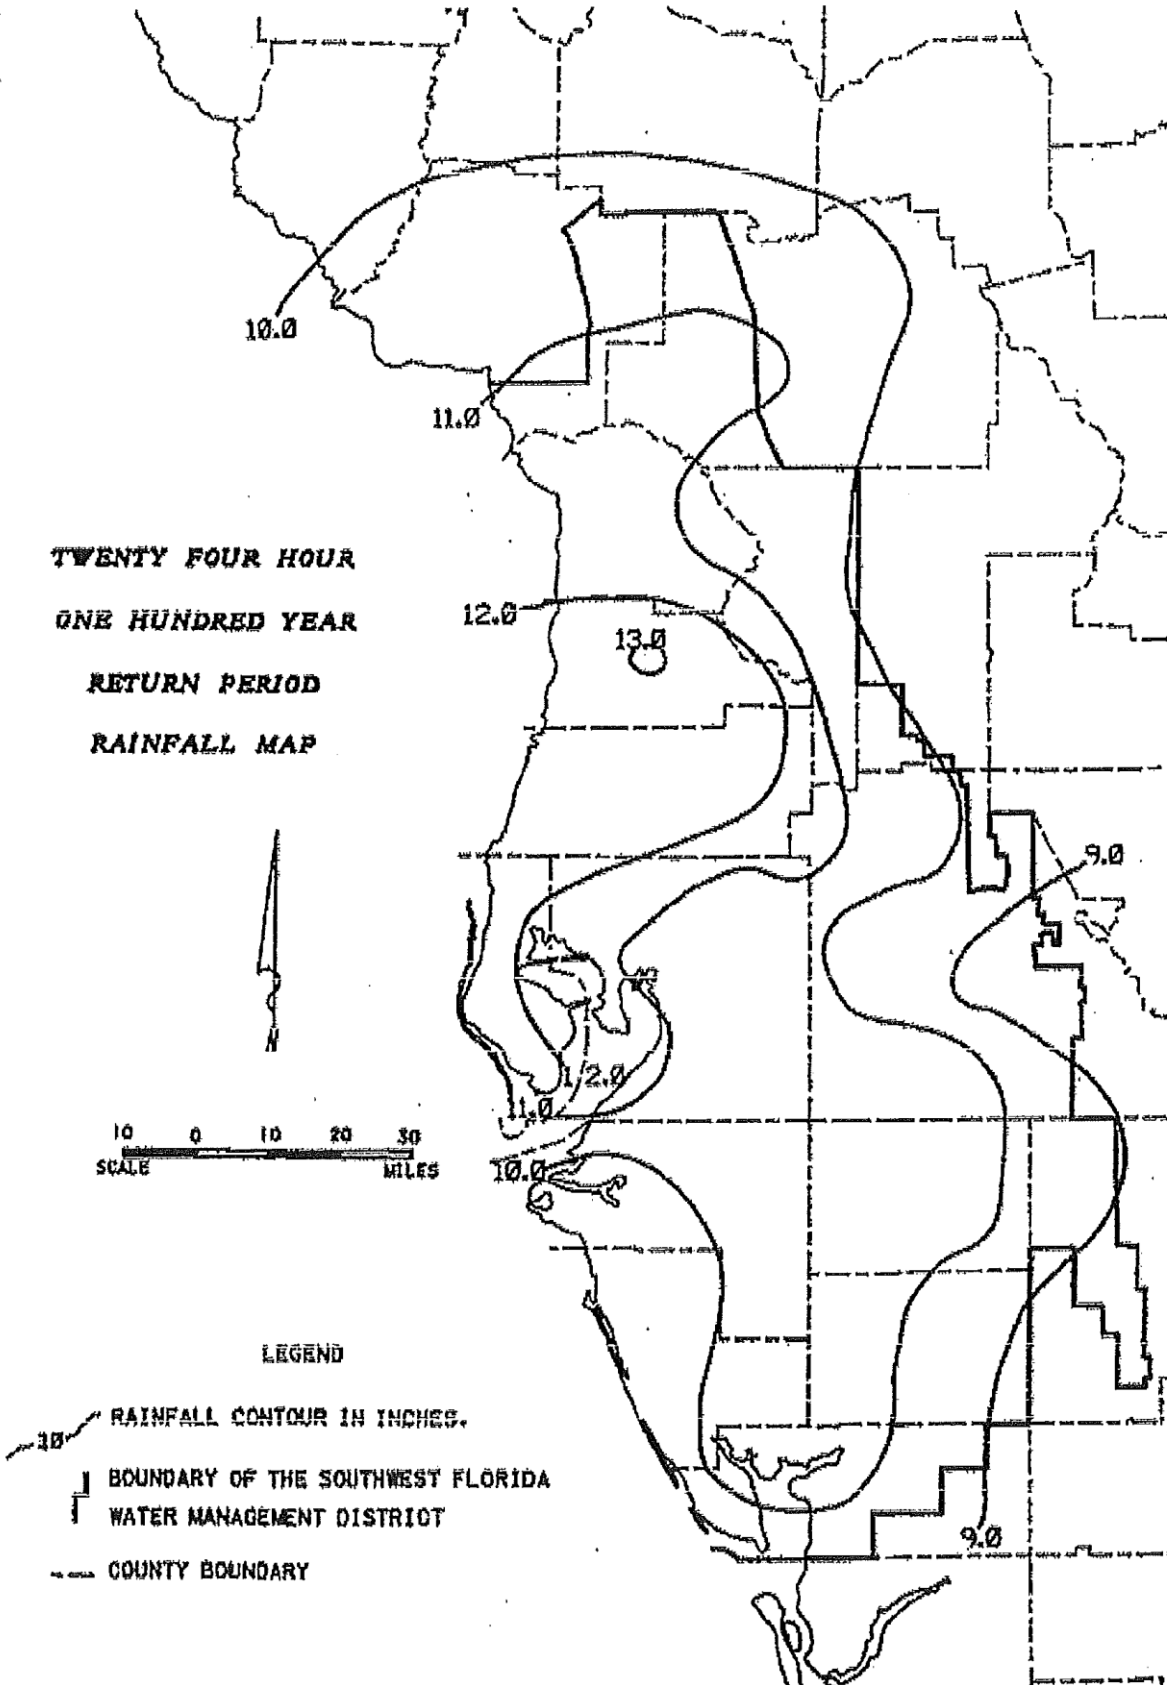 10.0
11.0
TWENTY FOUR HOUR
ONE HUNDRED YEAR
RETURN PERIOD
RAINFALL MAP
12.0
13.0
9.0
12.0
11.0
10.0
N
10 0 10 20 30
SCALE MILES
LEGEND
10 RAINFALL CONTOUR IN INCHES.
BOUNDARY OF THE SOUTHWEST FLORIDA
WATER MANAGEMENT DISTRICT
COUNTY BOUNDARY
9.0